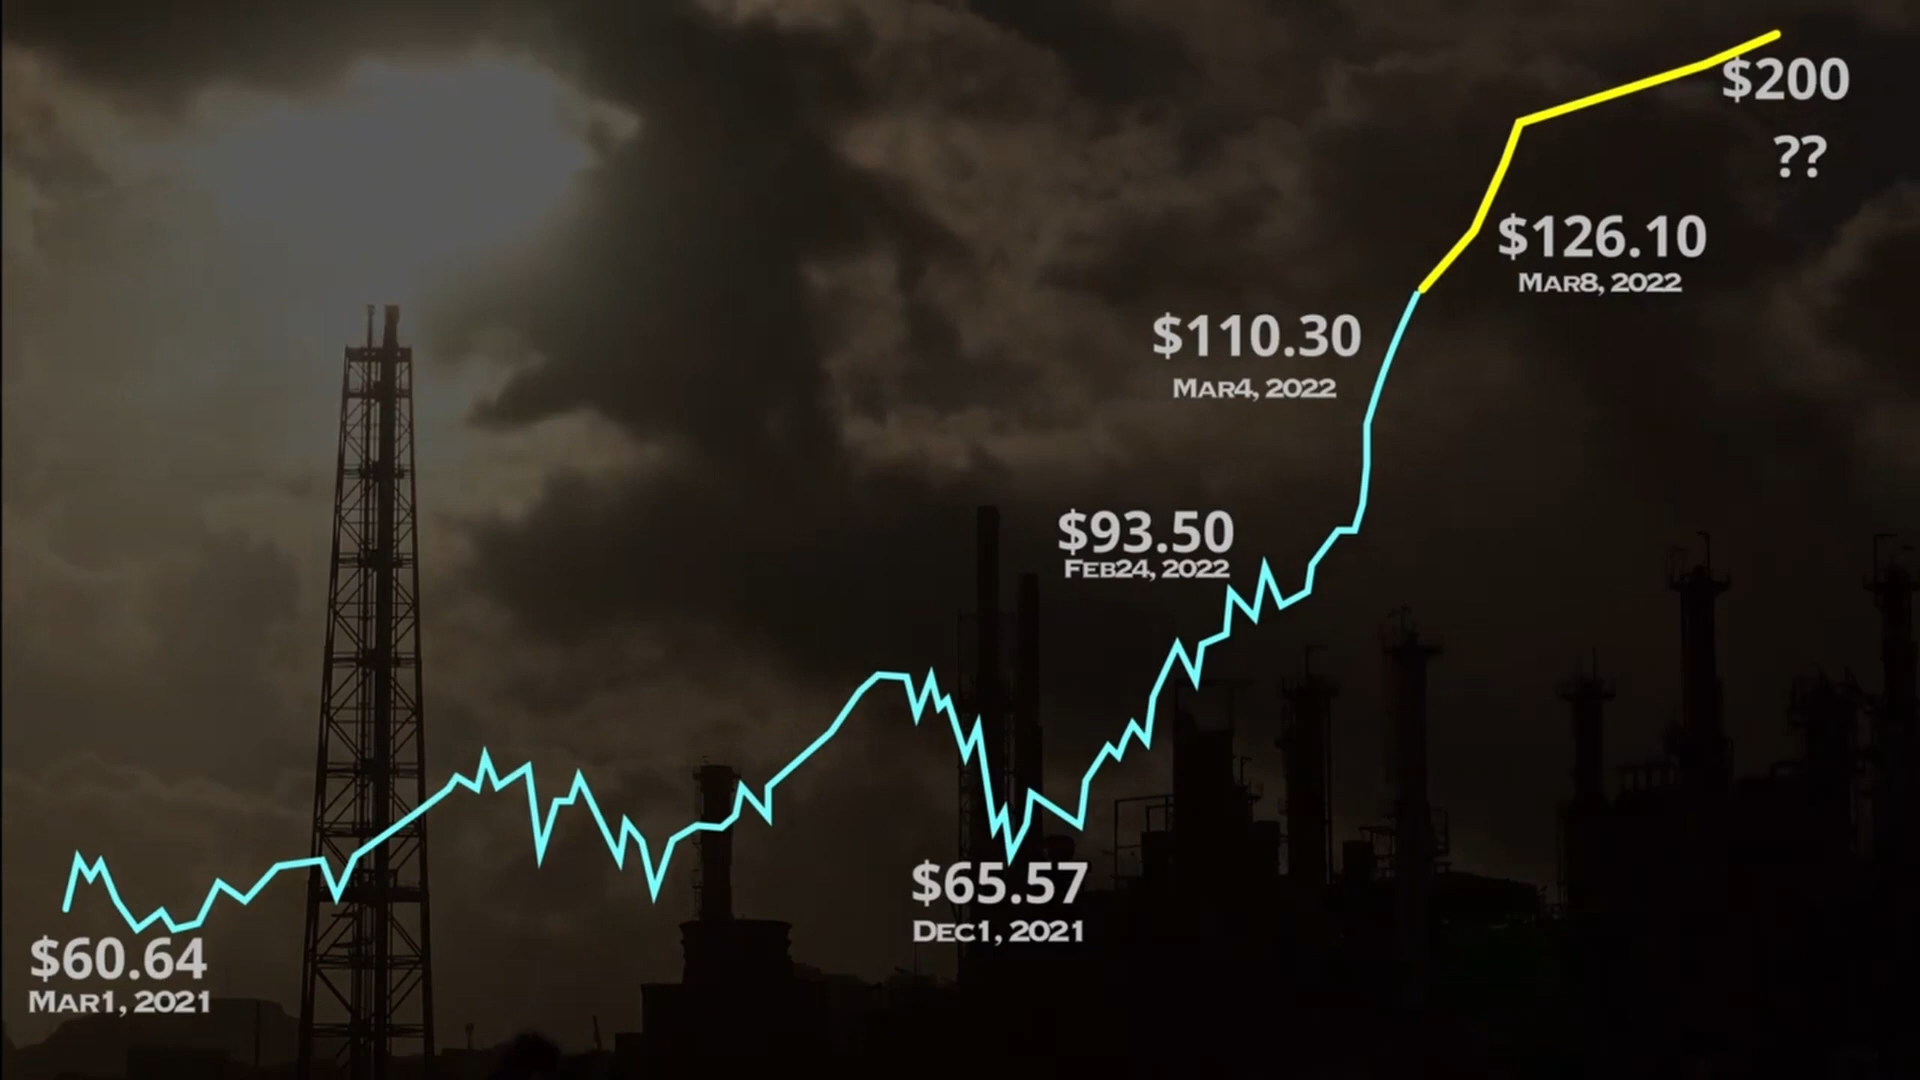 $200
??
$126.10
Mar8, 2022
$110.30
Mar4, 2022
$93.50
Feb24, 2022
$65.57
Dec1, 2021
$60.64
Mar1, 2021